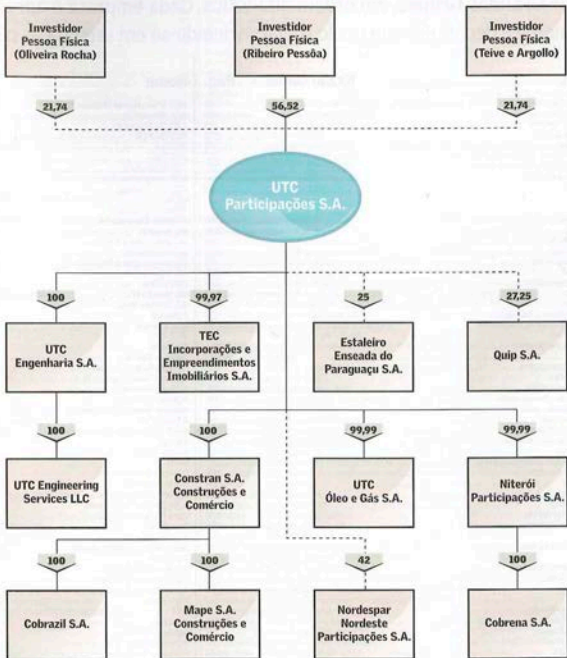 Investidor
Pessoa Física
(Oliveira Rocha)
Investidor
Pessoa Física
(Ribeiro Pessôa)
Investidor
Pessoa Física
(Teive e Argollo)
21,74
56,52
21,74
UTC
Participações S.A.
100
99,97
25
27,25
UTC
Engenharia S.A.
TEC
Incorporações e
Empreendimentos
Imobiliários S.A.
Estaleiro
Enseada do
Paraguaçu S.A.
Quip S.A.
100
100
99,99
99,99
UTC Engineering
Services LLC
Constran S.A.
Construções e
Comércio
UTC
Óleo e Gás S.A.
Niterói
Participações S.A.
100
100
42
100
Cobrazil S.A.
Mape S.A.
Construções e
Comércio
Nordespar
Nordeste
Participações S.A.
Cobrena S.A.